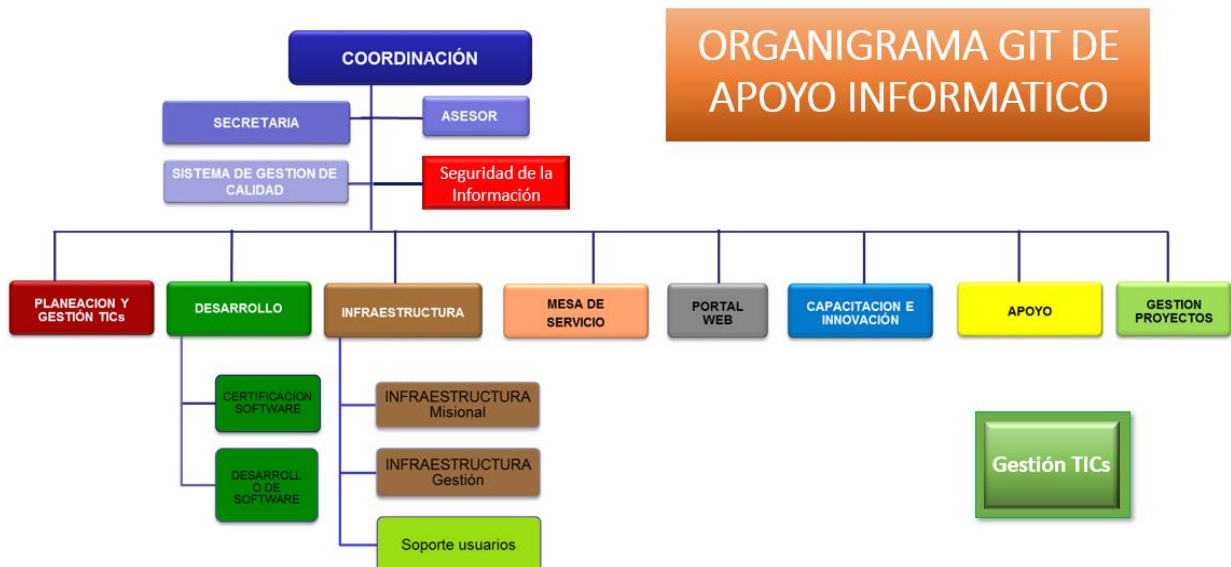 ORGANIGRAMA GIT DE
APOYO INFORMATICO
COORDINACIÓN
SECRETARIA
ASESOR
SISTEMA DE GESTION DE
CALIDAD
Seguridad de la
Información
PLANEACION Y
GESTIÓN TICs
DESARROLLO
INFRAESTRUCTURA
MESA DE
SERVICIO
PORTAL
WEB
CAPACITACION E
INNOVACIÓN
APOYO
GESTION
PROYECTOS
CERTIFICACION
SOFTWARE
DESARROLL
O DE
SOFTWARE
INFRAESTRUCTURA
Misional
INFRAESTRUCTURA
Gestión
Soporte usuarios
Gestión TICs